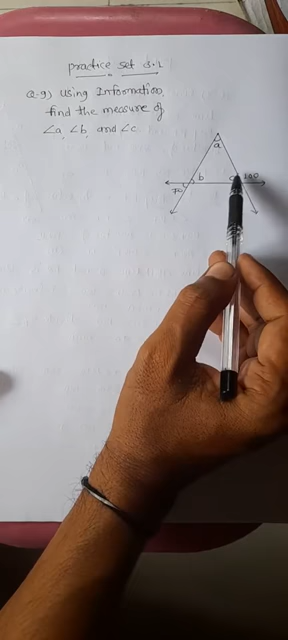 practice set 3.1
Q-9) Using Information,
find the measure of
∠a, ∠b and ∠c
a
b
c
100
70